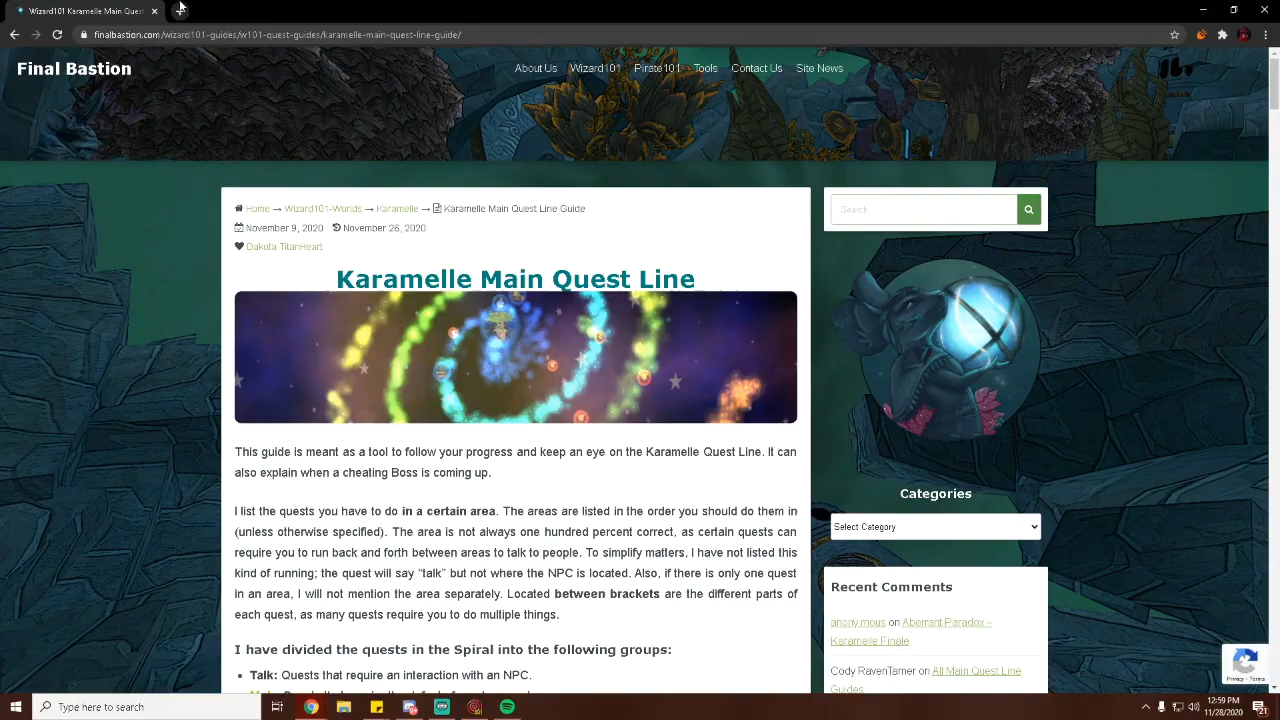 Wizard101 Karamelle Main Quest
finalbastion.com/wizard101-guides/w101-quest-guides/karamelle-main-quest-line-guide/
Final Bastion
About Us Wizard101 Pirate101 Tools Contact Us Site News
Home → Wizard101-Worlds → Karamelle → Karamelle Main Quest Line Guide
November 9, 2020 November 26, 2020
Dakota TitanHeart
Karamelle Main Quest Line
This guide is meant as a tool to follow your progress and keep an eye on the Karamelle Quest Line. It can
also explain when a cheating Boss is coming up.
I list the quests you have to do in a certain area. The areas are listed in the order you should do them in
(unless otherwise specified). The area is not always one hundred percent correct, as certain quests can
require you to run back and forth between areas to talk to people. To simplify matters, I have not listed this
kind of running; the quest will say “talk” but not where the NPC is located. Also, if there is only one quest
in an area, I will not mention the area separately. Located between brackets are the different parts of
each quest, as many quests require you to do multiple things.
I have divided the quests in the Spiral into the following groups:
• Talk: Quests that require an interaction with an NPC.
Search
Categories
Select Category
Recent Comments
anonymous on Aberrant Paradox –
Karamelle Finale
Cody RavenTamer on All Main Quest Line
Guides
Privacy - Terms
Type here to search
12:59 PM
11/28/2020
21